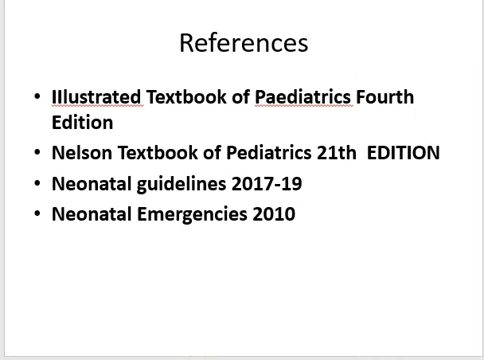 References
• IIlustrated Textbook of Paediatrics Fourth
Edition
• Nelson Textbook of Pediatrics 21th EDITION
• Neonatal guidelines 2017-19
• Neonatal Emergencies 2010